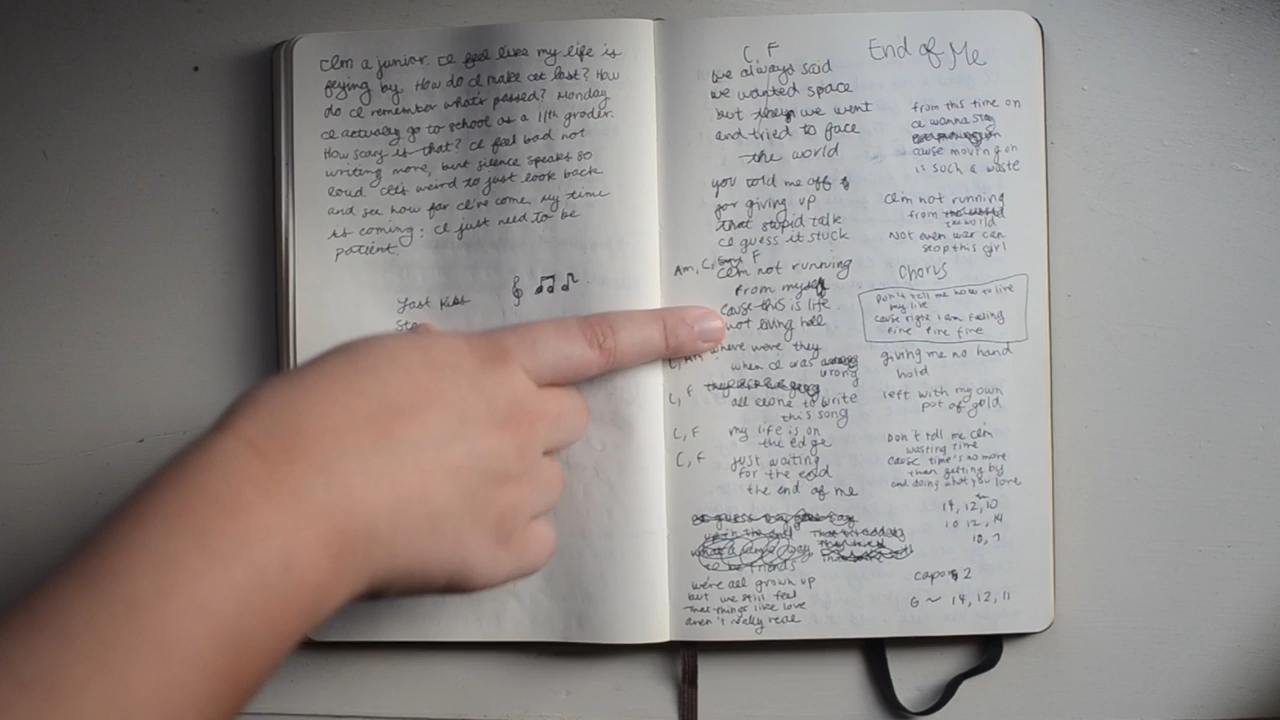 I'm a junior. I feel like my life is
flying by. How do I make it last? How
do I remember what's passed? Monday
I actually go to school as a 11th grader.
How scary is that? I feel bad not
writing more, but silence speaks so
loud. It's weird to just look back
and see how far I've come. My time
is coming; I just need to be
patient.
Fast Kids
C, F
we always said
we wanted space
but then we went
and tried to face
the world
you told me off
for giving up
that stupid talk
I guess it stuck
Am, C, F
I'm not running
from myself
cause this is life
not living hell
C, Am
where were they
when I was
wrong
C, F
all alone to write
this song
C, F
my life is on
the edge
C, F
just waiting
for the end
the end of me
to be friends
we're all grown up
but we still feel
that things like love
aren't really real
End of Me
from this time on
I wanna stay
cause moving on
is such a waste
I'm not running
from the world
the world
Not even war can
stop this girl
Chorus
Don't tell me how to live
my live
cause right I am feeling
fine fine fine
giving me no hand
hold
left with my own
pot of gold
Don't tell me I'm
wasting time
cause time's no more
than getting by
and doing what you love
14, 12, 10
10 12, 14
10, 7
capo 2
G ~ 14, 12, 11